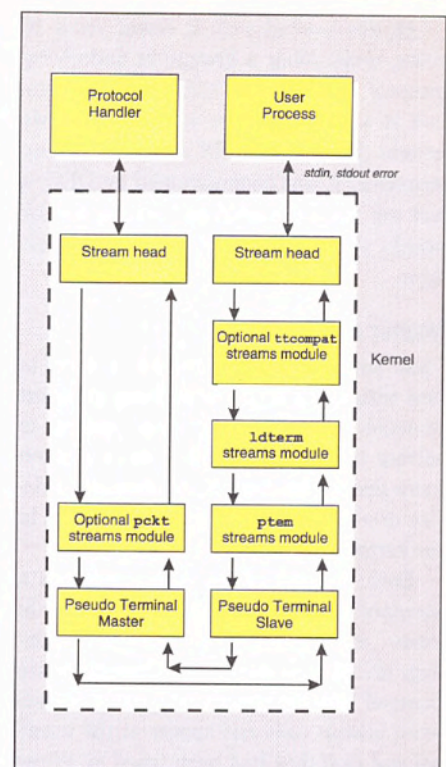 Protocol
Handler
User
Process
stdin, stdout error
Stream head
Stream head
Optional ttcompat
streams module
Kernel
ldterm
streams module
Optional pckt
streams module
ptem
streams module
Pseudo Terminal
Master
Pseudo Terminal
Slave